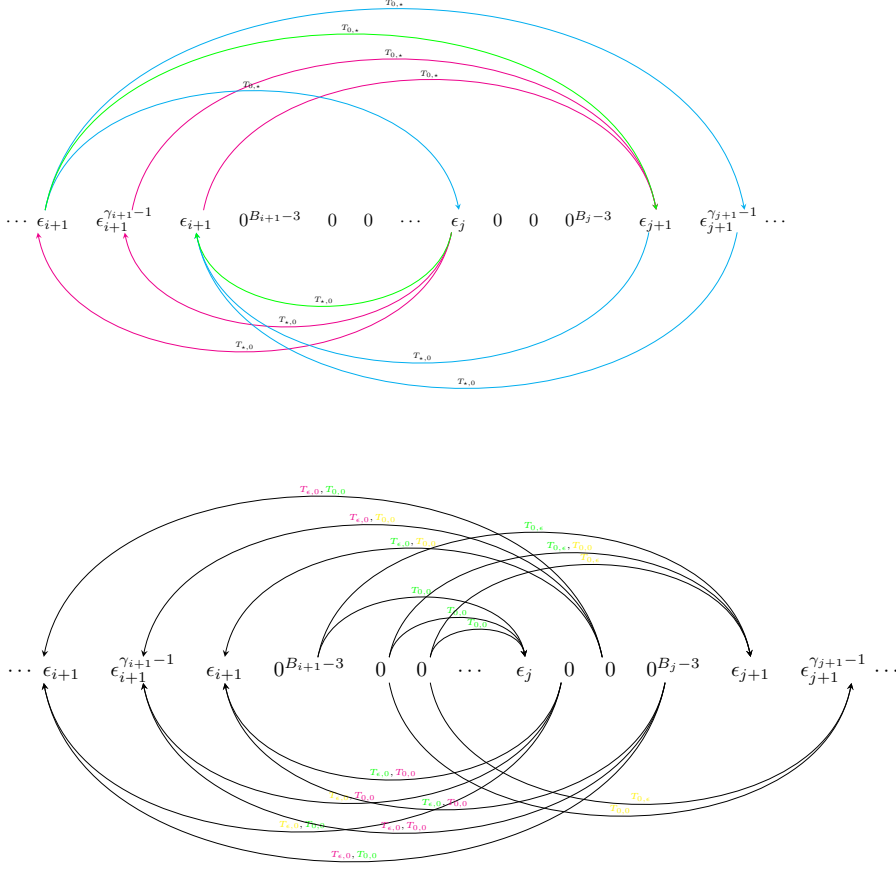 T_{0,⋆}
T_{0,⋆}
T_{0,⋆}
T_{0,⋆}
T_{0,⋆}
⋯ ϵ_{i+1} ϵ_{i+1}^{γ_{i+1}−1} ϵ_{i+1} 0^{B_{i+1}−3} 0 0 ⋯ ϵ_j 0 0 0^{B_j−3} ϵ_{j+1} ϵ_{j+1}^{γ_{j+1}−1} ⋯
T_{⋆,0}
T_{⋆,0}
T_{⋆,0}
T_{⋆,0}
T_{⋆,0}
T_{ϵ,0}, T_{0,0}
T_{ϵ,0}, T_{0,0}
T_{0,ϵ}
T_{ϵ,0}, T_{0,0}
T_{0,ϵ}, T_{0,0}
T_{0,ϵ}
T_{0,0}
T_{0,0}
T_{0,0}
⋯ ϵ_{i+1} ϵ_{i+1}^{γ_{i+1}−1} ϵ_{i+1} 0^{B_{i+1}−3} 0 0 ⋯ ϵ_j 0 0 0^{B_j−3} ϵ_{j+1} ϵ_{j+1}^{γ_{j+1}−1} ⋯
T_{ϵ,0}, T_{0,0}
T_{ϵ,0}, T_{0,0}
T_{0,ϵ}
T_{ϵ,0}, T_{0,0}
T_{0,0}
T_{ϵ,0}, T_{0,0}
T_{ϵ,0}, T_{0,0}
T_{ϵ,0}, T_{0,0}